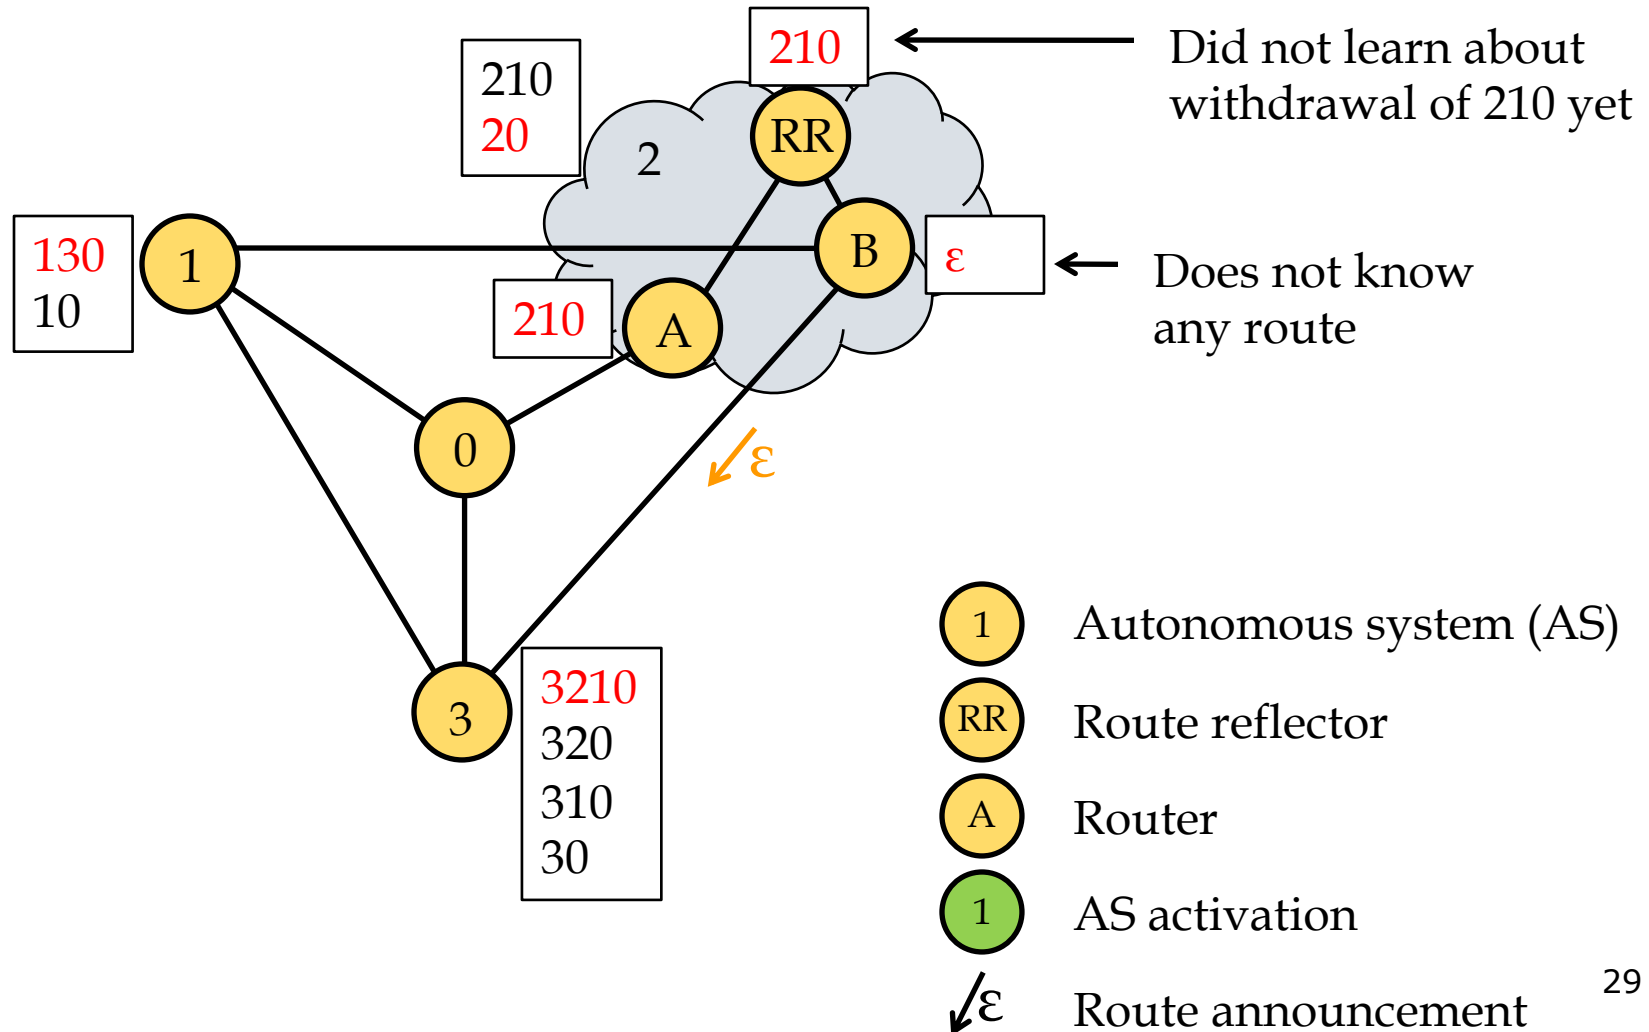 210
Did not learn about
withdrawal of 210 yet
210
20
2
RR
130
10
1
B
ε
Does not know
any route
210
A
0
ε
3
3210
320
310
30
1
Autonomous system (AS)
RR
Route reflector
A
Router
1
AS activation
ε
Route announcement
29